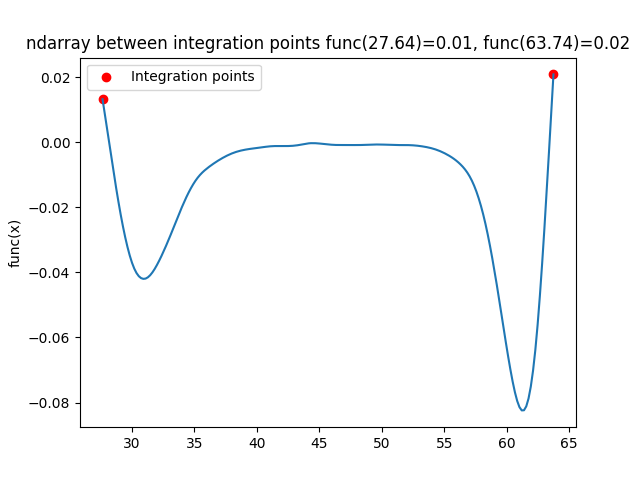 ndarray between integration points func(27.64)=0.01, func(63.74)=0.02
Integration points
func(x)
0.02
0.00
−0.02
−0.04
−0.06
−0.08
30 35 40 45 50 55 60 65